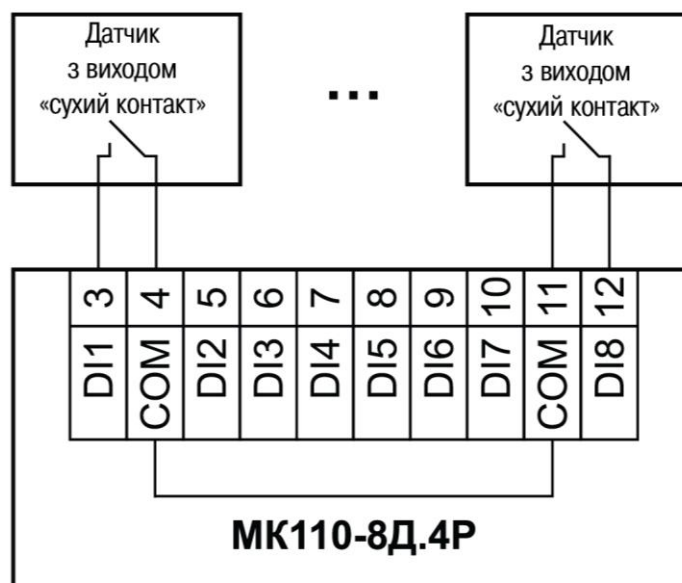 Датчик
з виходом
«сухий контакт»
...
Датчик
з виходом
«сухий контакт»
3 4 5 6 7 8 9 10 11 12
DI1 COM DI2 DI3 DI4 DI5 DI6 DI7 COM DI8
МК110-8Д.4Р